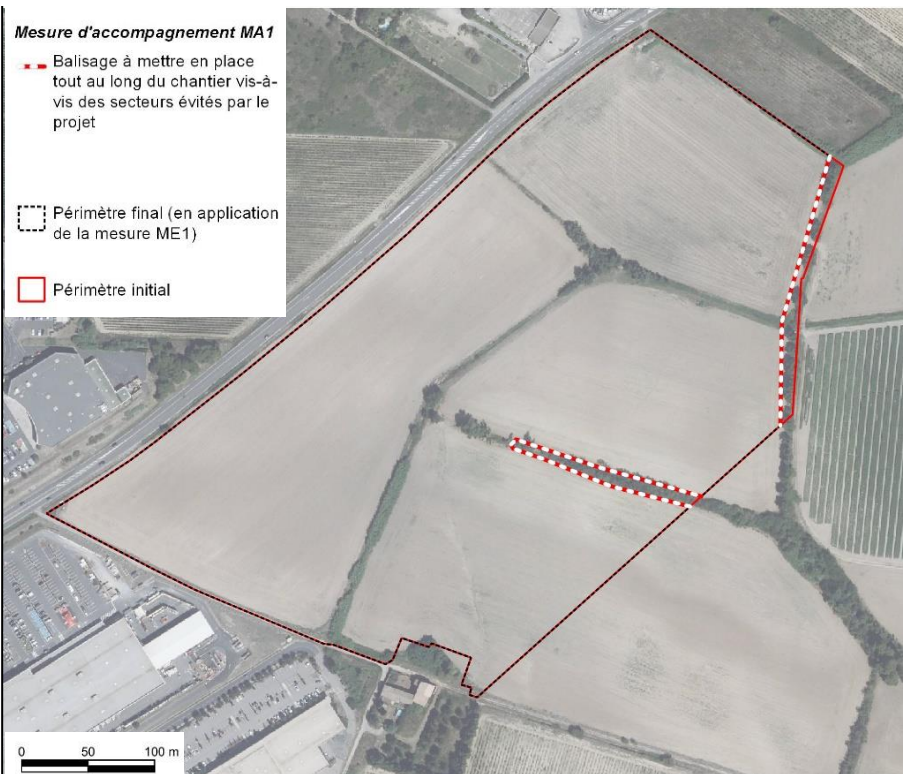 Mesure d'accompagnement MA1
Balisage à mettre en place
tout au long du chantier vis-à-
vis des secteurs évités par le
projet
Périmètre final (en application
de la mesure ME1)
Périmètre initial
0 50 100 m